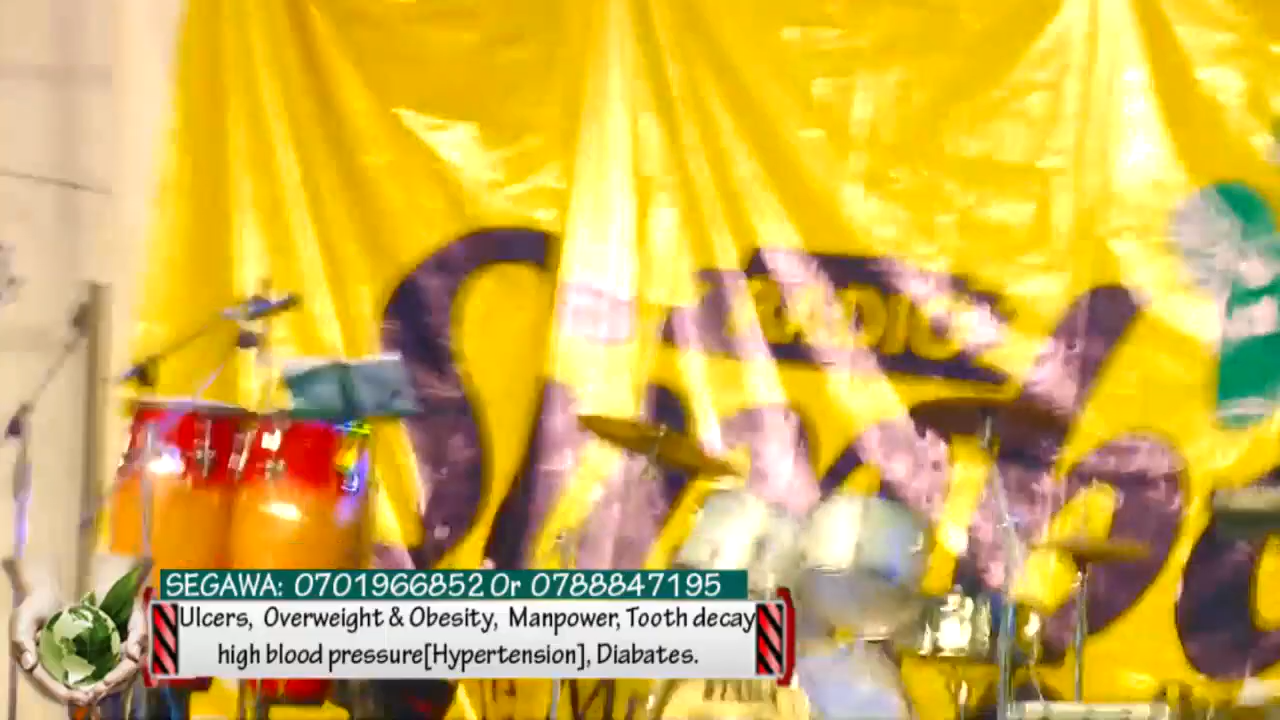 RADIO
SEGAWA: 0701966852 Or 0788847195
Ulcers, Overweight & Obesity, Manpower, Tooth decay
high blood pressure[Hypertension], Diabates.